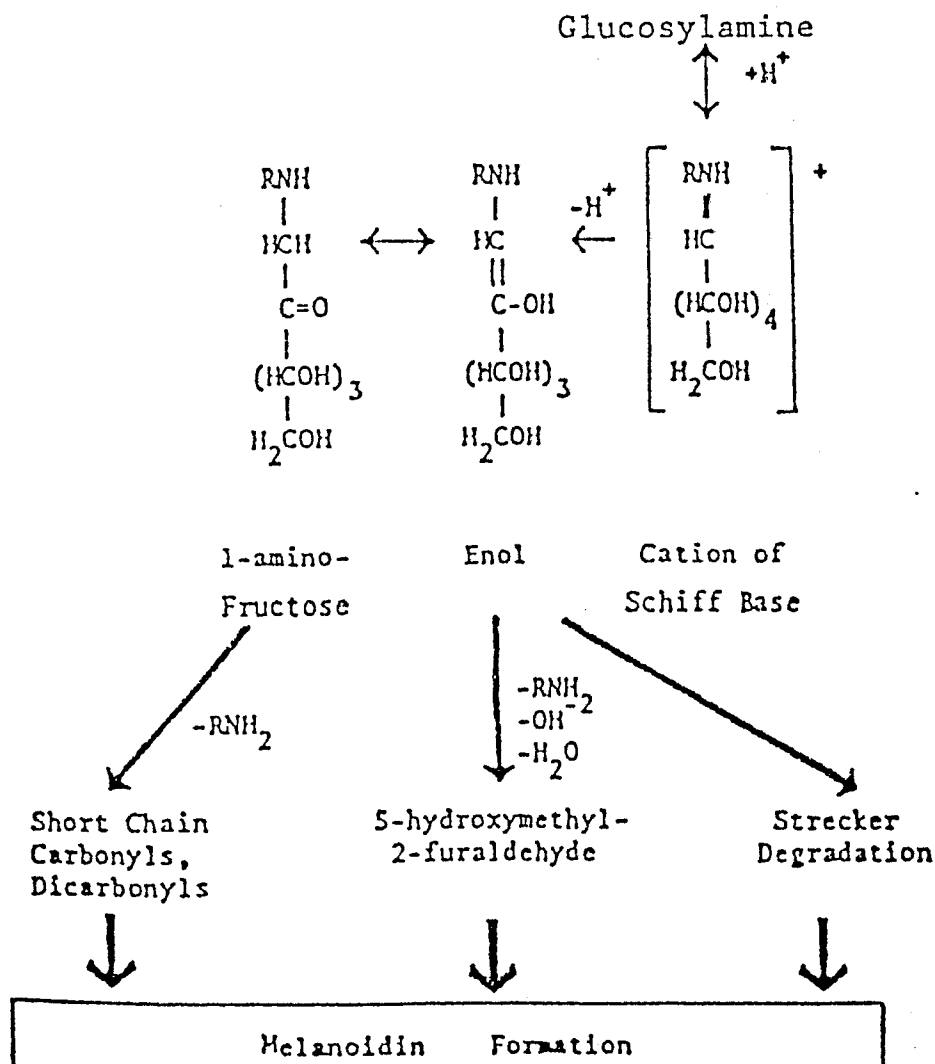 Glucosylamine
+H⁺
RNH RNH -H⁺ RNH +
HCH HC HC
C=O C-OH (HCOH)₄
(HCOH)₃ (HCOH)₃ H₂COH
H₂COH H₂COH
1-amino- Enol Cation of
Fructose Schiff Base
-RNH₂
-RNH₂
-OH⁻
-H₂O
Short Chain 5-hydroxymethyl- Strecker
Carbonyls, 2-furaldehyde Degradation
Dicarbonyls
Melanoidin Formation